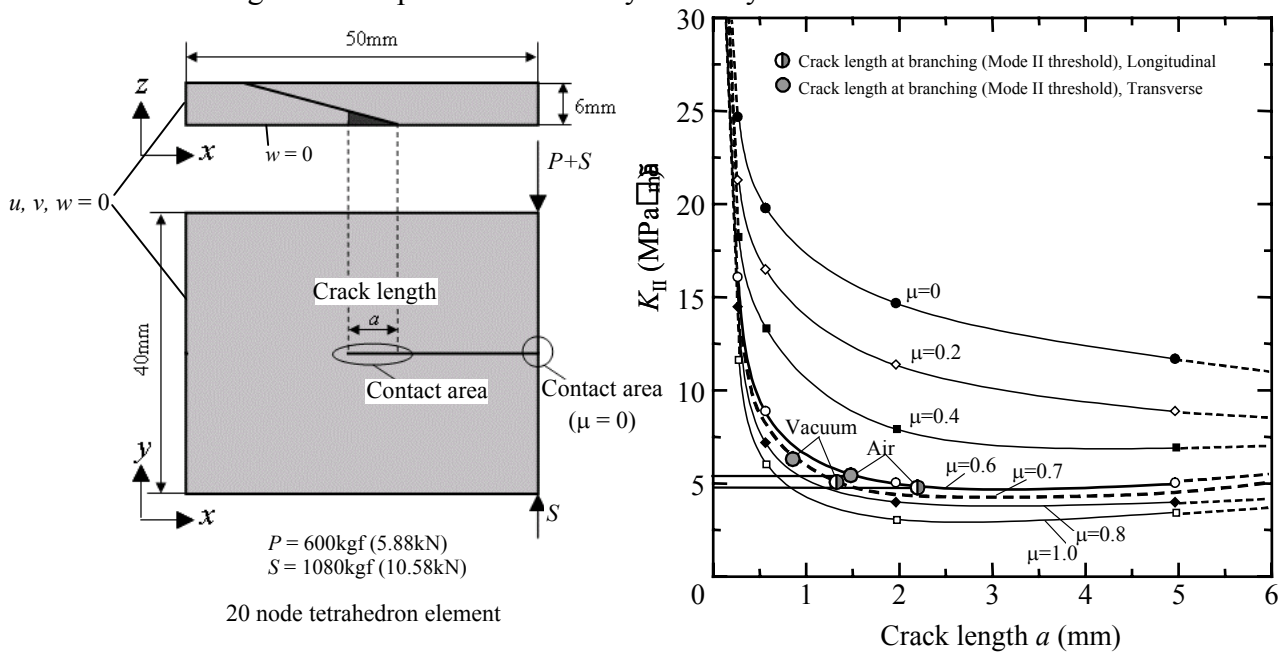 50mm
z
x
6mm
w = 0
P+S
u, v, w = 0
40mm
Crack length
a
Contact area
Contact area
(μ = 0)
y
x
S
P = 600kgf (5.88kN)
S = 1080kgf (10.58kN)
20 node tetrahedron element
30
25
20
15
10
5
0
K_II (MPa
Crack length at branching (Mode II threshold), Longitudinal
Crack length at branching (Mode II threshold), Transverse
μ=0
μ=0.2
μ=0.4
Vacuum
Air
μ=0.6
μ=0.7
μ=0.8
μ=1.0
1 2 3 4 5 6
Crack length a (mm)